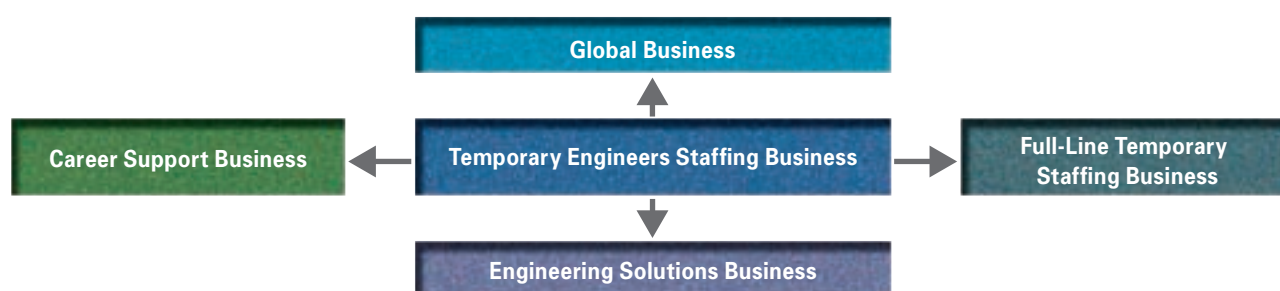 Global Business
Career Support Business
Temporary Engineers Staffing Business
Full-Line Temporary
Staffing Business
Engineering Solutions Business